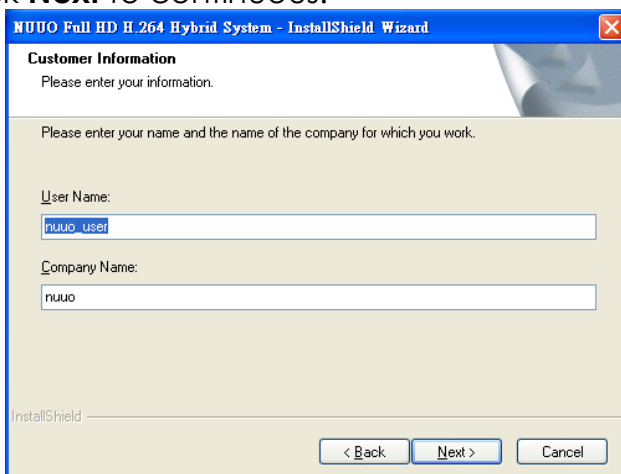 k Next to Continuous.
NUUO Full HD H.264 Hybrid System - InstallShield Wizard
Customer Information
Please enter your information.
Please enter your name and the name of the company for which you work.
User Name:
nuuo_user
Company Name:
nuuo
InstallShield
< Back Next > Cancel